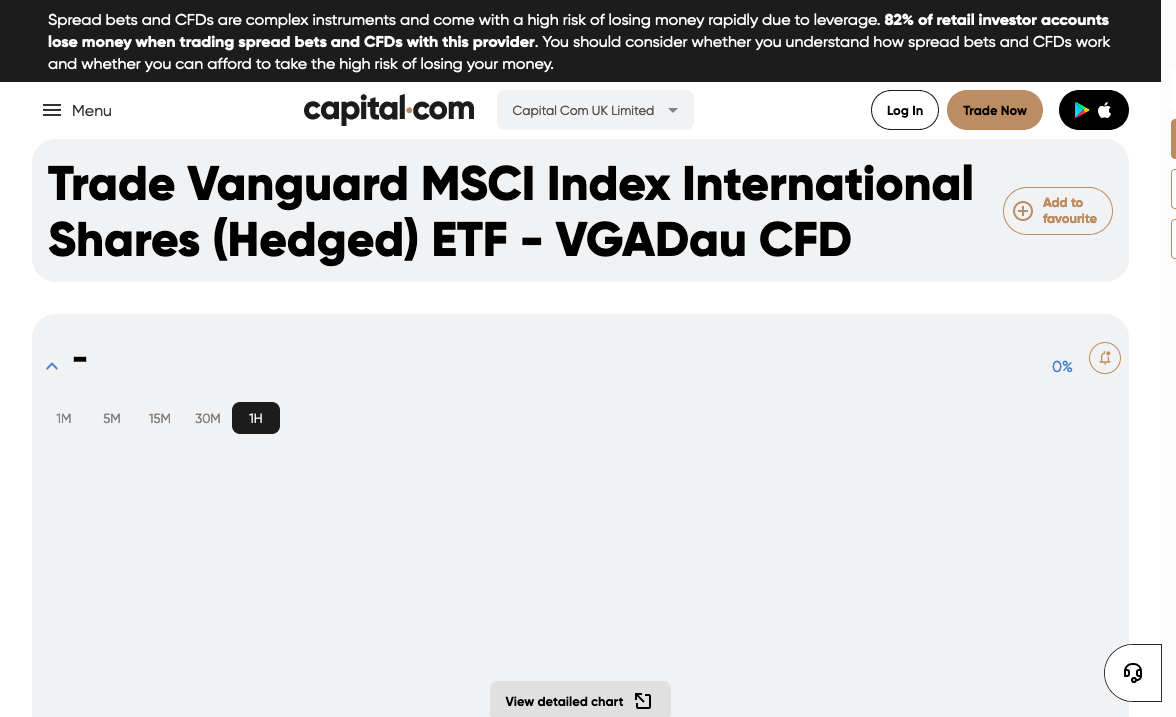 Spread bets and CFDs are complex instruments and come with a high risk of losing money rapidly due to leverage. 82% of retail investor accounts
lose money when trading spread bets and CFDs with this provider. You should consider whether you understand how spread bets and CFDs work
and whether you can afford to take the high risk of losing your money.
Menu
capital.com
Capital Com UK Limited
Log In
Trade Now
Trade Vanguard MSCI Index International
Shares (Hedged) ETF - VGADau CFD
Add to
favourite
-
0%
1M 5M 15M 30M 1H
View detailed chart